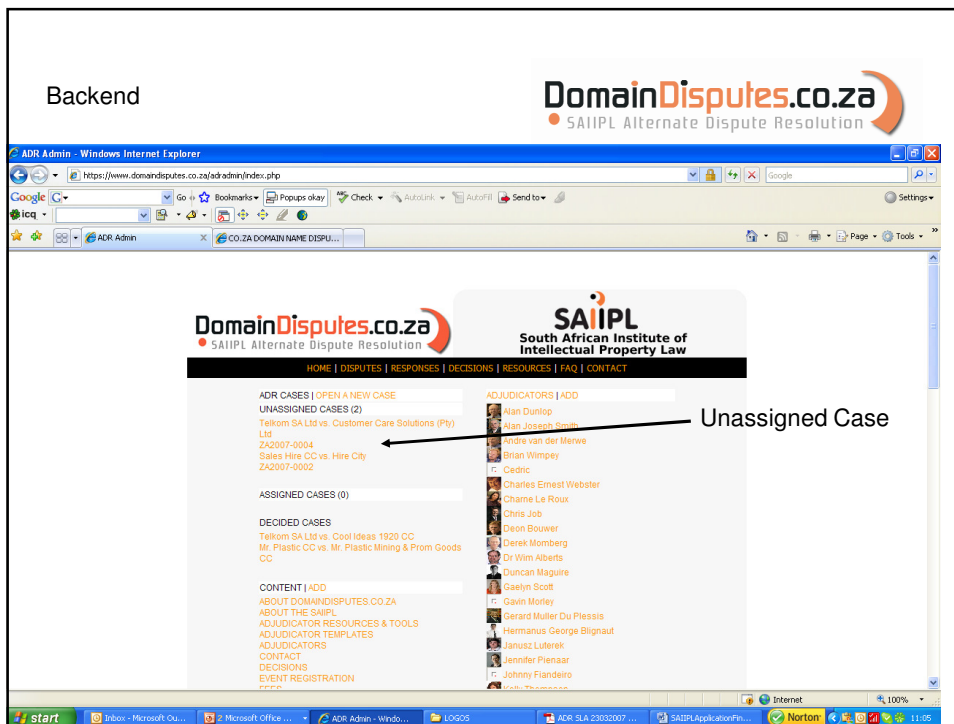 Backend
DomainDisputes.co.za
SAIIPL Alternate Dispute Resolution
ADR Admin - Windows Internet Explorer
https://www.domaindisputes.co.za/adradmin/index.php
Google
Google
G
Go
Bookmarks
Popups okay
Check
AutoLink
AutoFill
Send to
Settings
icq
ADR Admin
CO.ZA DOMAIN NAME DISPU...
Page
Tools
DomainDisputes.co.za
SAIIPL Alternate Dispute Resolution
SAIIPL
South African Institute of
Intellectual Property Law
HOME | DISPUTES | RESPONSES | DECISIONS | RESOURCES | FAQ | CONTACT
ADR CASES | OPEN A NEW CASE
UNASSIGNED CASES (2)
Telkom SA Ltd vs. Customer Care Solutions (Pty)
Ltd
ZA2007-0004
Sales Hire CC vs. Hire City
ZA2007-0002
ASSIGNED CASES (0)
DECIDED CASES
Telkom SA Ltd vs. Cool Ideas 1920 CC
Mr. Plastic CC vs. Mr. Plastic Mining & Prom Goods
CC
CONTENT | ADD
ABOUT DOMAINDISPUTES.CO.ZA
ABOUT THE SAIIPL
ADJUDICATOR RESOURCES & TOOLS
ADJUDICATOR TEMPLATES
ADJUDICATORS
CONTACT
DECISIONS
EVENT REGISTRATION
FEES
ADJUDICATORS | ADD
Alan Dunlop
Alan Joseph Smith
Andre van der Merwe
Brian Wimpey
Cedric
Charles Ernest Webster
Charne Le Roux
Chris Job
Deon Bouwer
Derek Momberg
Dr Wim Alberts
Duncan Maguire
Gaelyn Scott
Gavin Morley
Gerard Muller Du Plessis
Hermanus George Blignaut
Janusz Luterek
Jennifer Pienaar
Johnny Fiandeiro
Kelly Thompson
Unassigned Case
Internet
100%
start
Inbox - Microsoft Ou...
2 Microsoft Office ...
ADR Admin - Windo...
LOGOS
ADR SLA 23032007 ...
SAIIPLApplicationFin...
Norton
11:05